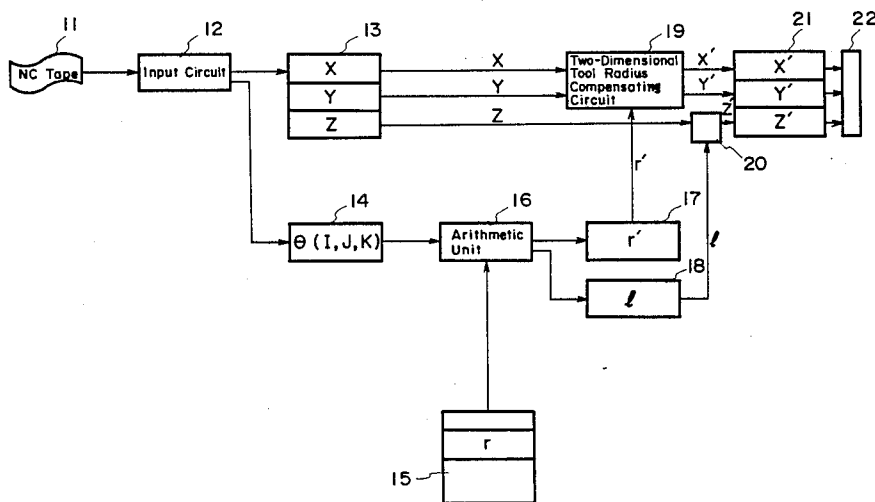 11
12
13
19
21
22
NC Tape
Input Circuit
X
Y
Z
X
Y
Z
Two-Dimensional
Tool Radius
Compensating
Circuit
X′
Y′
Z′
X′
Y′
Z′
20
r′
l
14
16
17
18
θ (I, J, K)
Arithmetic
Unit
r′
l
r
15